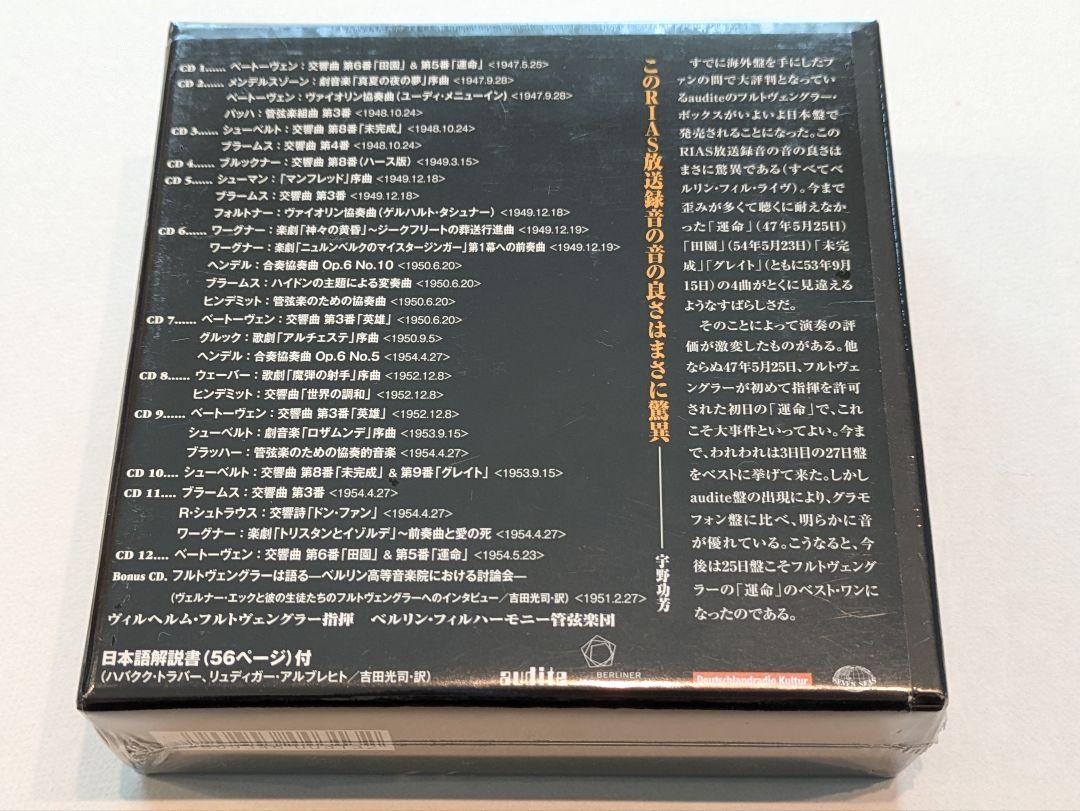 CD 1...... ベートーヴェン：交響曲 第6番「田園」&第5番「運命」<1947.5.25>
CD 2...... メンデルスゾーン：劇音楽「真夏の夜の夢」序曲 <1947.9.28>
ベートーヴェン：ヴァイオリン協奏曲（ユーディ・メニューイン）<1947.9.28>
バッハ：管弦楽組曲 第3番 <1948.10.24>
CD 3...... シューベルト：交響曲 第8番「未完成」<1948.10.24>
ブラームス：交響曲 第4番 <1948.10.24>
CD 4...... ブルックナー：交響曲 第8番（ハース版）<1949.3.15>
CD 5...... シューマン：「マンフレッド」序曲 <1949.12.18>
ブラームス：交響曲 第3番 <1949.12.18>
フォルトナー：ヴァイオリン協奏曲（ゲルハルト・タシュナー）<1949.12.18>
CD 6...... ワーグナー：楽劇「神々の黄昏」～ジークフリートの葬送行進曲 <1949.12.19>
ワーグナー：楽劇「ニュルンベルクのマイスタージンガー」第1幕への前奏曲 <1949.12.19>
ヘンデル：合奏協奏曲 Op.6 No.10 <1950.6.20>
ブラームス：ハイドンの主題による変奏曲 <1950.6.20>
ヒンデミット：管弦楽のための協奏曲 <1950.6.20>
CD 7...... ベートーヴェン：交響曲 第3番「英雄」<1950.6.20>
グルック：歌劇「アルチェステ」序曲 <1950.9.5>
ヘンデル：合奏協奏曲 Op.6 No.5 <1954.4.27>
CD 8...... ウェーバー：歌劇「魔弾の射手」序曲 <1952.12.8>
ヒンデミット：交響曲「世界の調和」<1952.12.8>
CD 9...... ベートーヴェン：交響曲 第3番「英雄」<1952.12.8>
シューベルト：劇音楽「ロザムンデ」序曲 <1953.9.15>
ブラッハー：管弦楽のための協奏的音楽 <1954.4.27>
CD 10.... シューベルト：交響曲 第8番「未完成」&第9番「グレイト」<1953.9.15>
CD 11.... ブラームス：交響曲 第3番 <1954.4.27>
R・シュトラウス：交響詩「ドン・ファン」<1954.4.27>
ワーグナー：楽劇「トリスタンとイゾルデ」～前奏曲と愛の死 <1954.4.27>
CD 12.... ベートーヴェン：交響曲 第6番「田園」&第5番「運命」<1954.5.23>
Bonus CD. フルトヴェングラーは語る―ベルリン高等音楽院における討論会―
（ヴェルナー・エックと彼の生徒たちのフルトヴェングラーへのインタビュー／吉田光司・訳）<1951.2.27>
ヴィルヘルム・フルトヴェングラー指揮 ベルリン・フィルハーモニー管弦楽団
日本語解説書（56ページ）付
（ハバクク・トラバー、リュディガー・アルブレヒト／吉田光司・訳）
このRIAS放送録音の音の良さはまさに驚異――宇野功芳
すでに海外盤を手にしたフ
ァンの間で大評判となってい
るauditeのフルトヴェングラー・
ボックスがいよいよ日本盤で
発売されることになった。この
RIAS放送録音の音の良さは
まさに驚異である（すべてベ
ルリン・フィル・ライヴ）。今まで
歪みが多くて聴くに耐えなか
った「運命」（47年5月25日）
「田園」（54年5月23日）「未完
成」「グレイト」（ともに53年9月
15日）の4曲がとくに見違える
ようなすばらしさだ。
そのことによって演奏の評
価が激変したものがある。他
ならぬ47年5月25日、フルトヴェ
ングラーが初めて指揮を許可
された初日の「運命」で、これ
こそ大事件といってよい。今ま
で、われわれは3日目の27日盤
をベストに挙げて来た。しかし
audite盤の出現により、グラモ
フォン盤に比べ、明らかに音
が優れている。こうなると、今
後は25日盤こそフルトヴェング
ラーの「運命」のベスト・ワンに
なったのである。
audite
BERLINER
Deutschlandradio Kultur
SEVEN SEAS